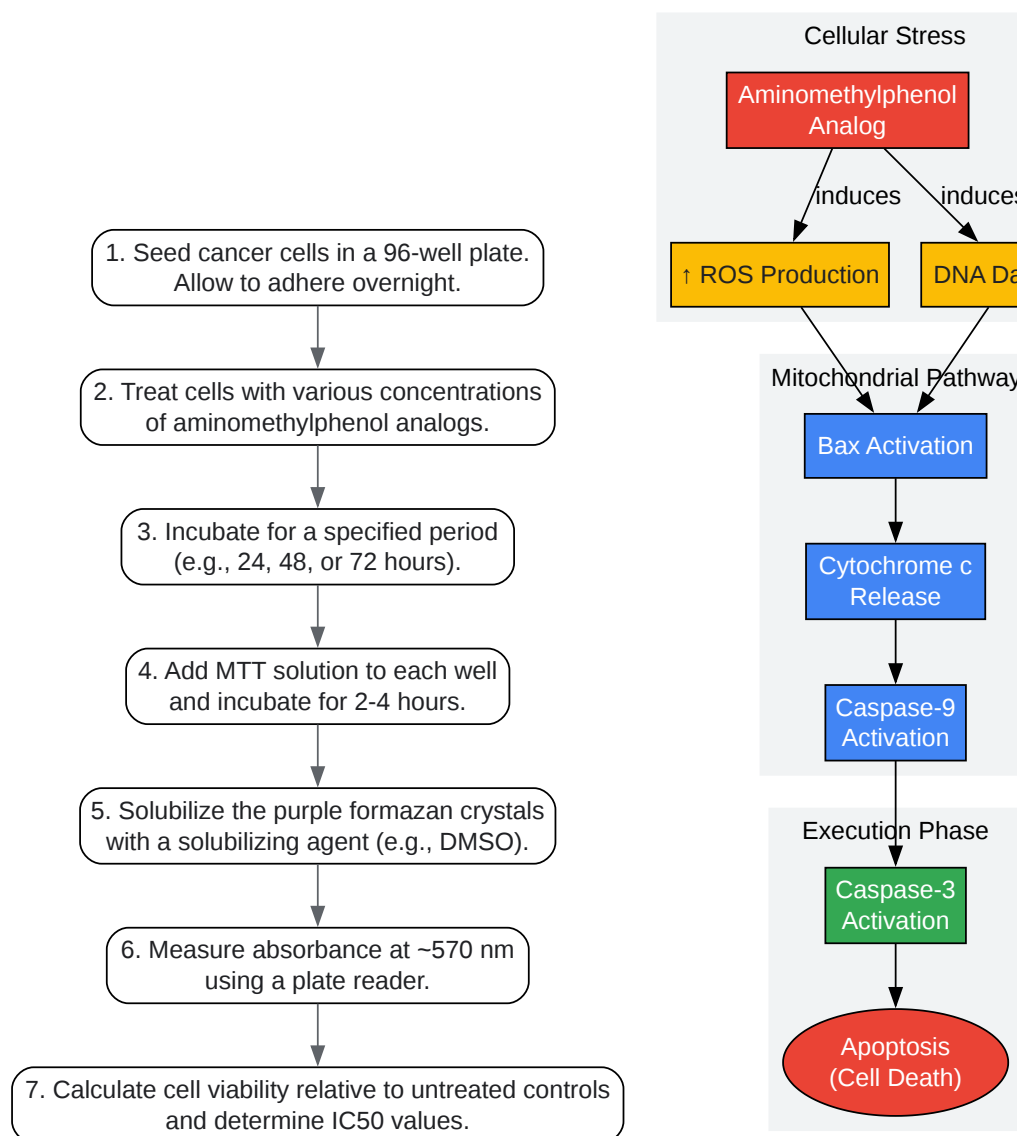 1. Seed cancer cells in a 96-well plate.
Allow to adhere overnight.
2. Treat cells with various concentrations
of aminomethylphenol analogs.
3. Incubate for a specified period
(e.g., 24, 48, or 72 hours).
4. Add MTT solution to each well
and incubate for 2-4 hours.
5. Solubilize the purple formazan crystals
with a solubilizing agent (e.g., DMSO).
6. Measure absorbance at ~570 nm
using a plate reader.
7. Calculate cell viability relative to untreated controls
and determine IC50 values.
Cellular Stress
Aminomethylphenol
Analog
induces
induces
↑ ROS Production
DNA Da
Mitochondrial Pathway
Bax Activation
Cytochrome c
Release
Caspase-9
Activation
Execution Phase
Caspase-3
Activation
Apoptosis
(Cell Death)